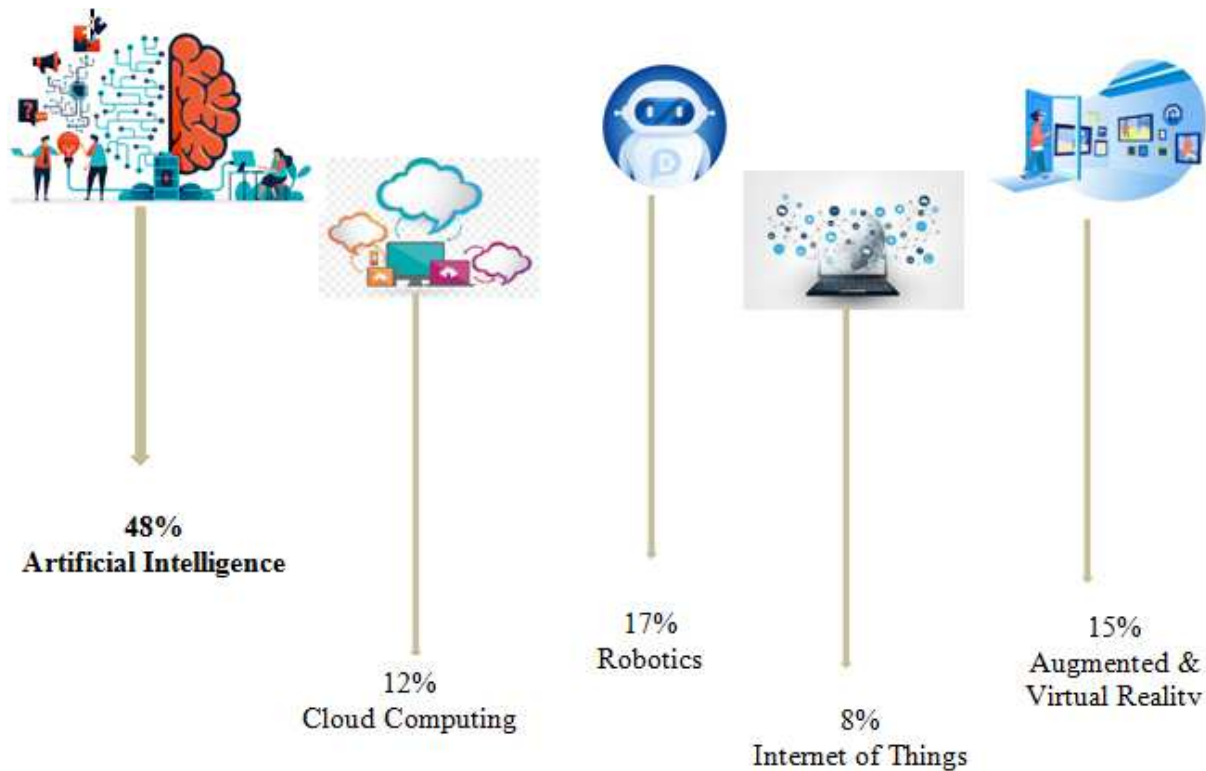 48%
Artificial Intelligence
12%
Cloud Computing
17%
Robotics
8%
Internet of Things
15%
Augmented &
Virtual Reality
D
?